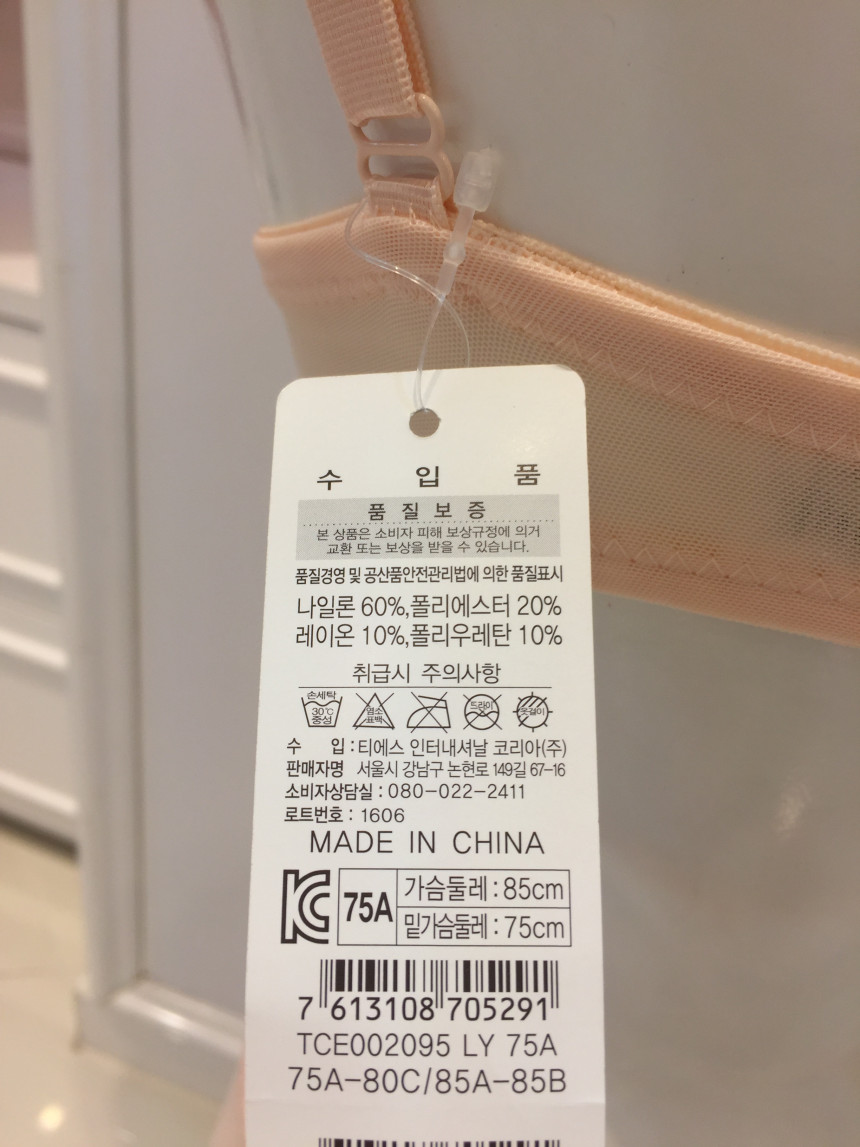 수 입 품
품 질 보 증
본 상품은 소비자 피해 보상규정에 의거
교환 또는 보상을 받을 수 있습니다.
품질경영 및 공산품안전관리법에 의한 품질표시
나일론 60%,폴리에스터 20%
레이온 10%,폴리우레탄 10%
취급시 주의사항
손세탁 30℃ 중성
염소 표백
드라이
옷걸이
수 입 : 티에스 인터내셔날 코리아(주)
판매자명 서울시 강남구 논현로 149길 67-16
소비자상담실 : 080-022-2411
로트번호 : 1606
MADE IN CHINA
KC
75A
가슴둘레 : 85cm
밑가슴둘레 : 75cm
7 613108 705291
TCE002095 LY 75A
75A-80C/85A-85B